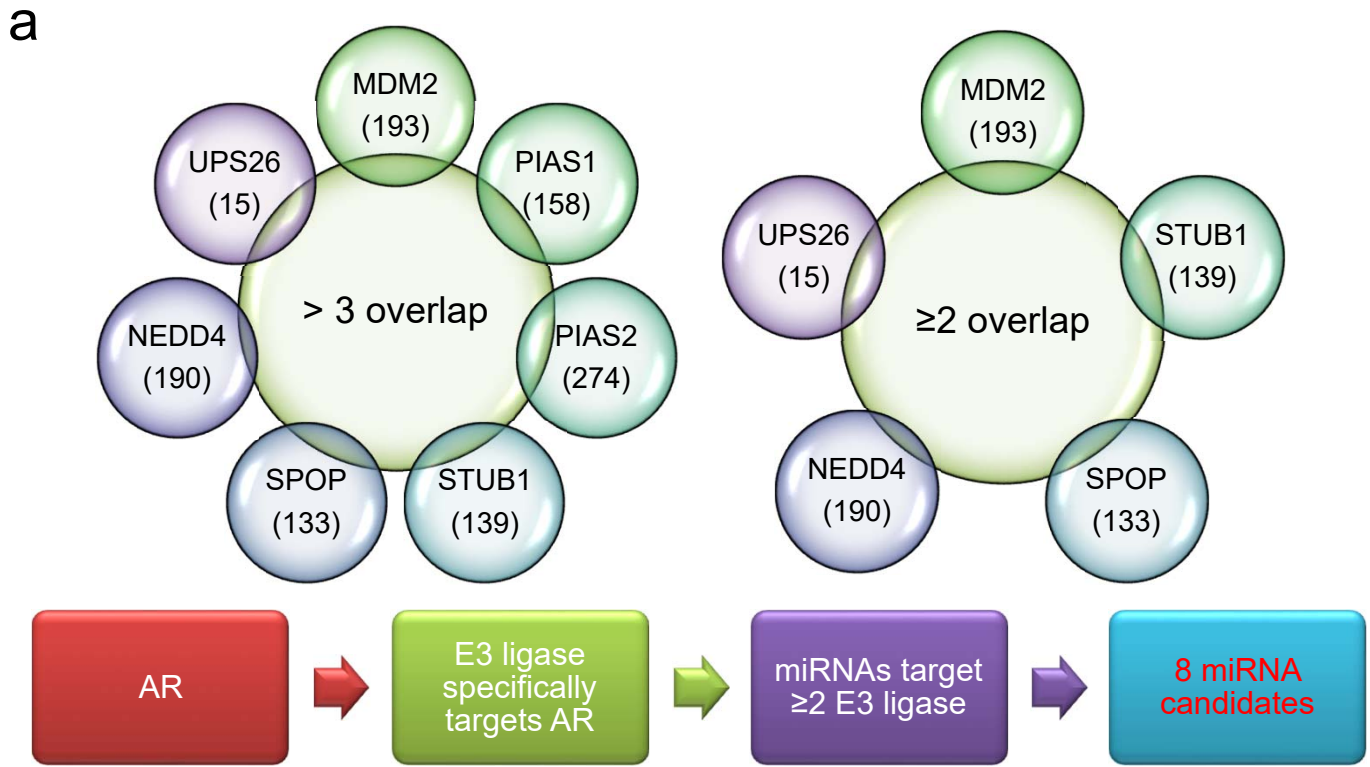 a
MDM2
(193)
UPS26
(15)
PIAS1
(158)
NEDD4
(190)
> 3 overlap
PIAS2
(274)
SPOP
(133)
STUB1
(139)
MDM2
(193)
UPS26
(15)
STUB1
(139)
≥2 overlap
NEDD4
(190)
SPOP
(133)
AR
E3 ligase
specifically
targets AR
miRNAs target
≥2 E3 ligase
8 miRNA
candidates